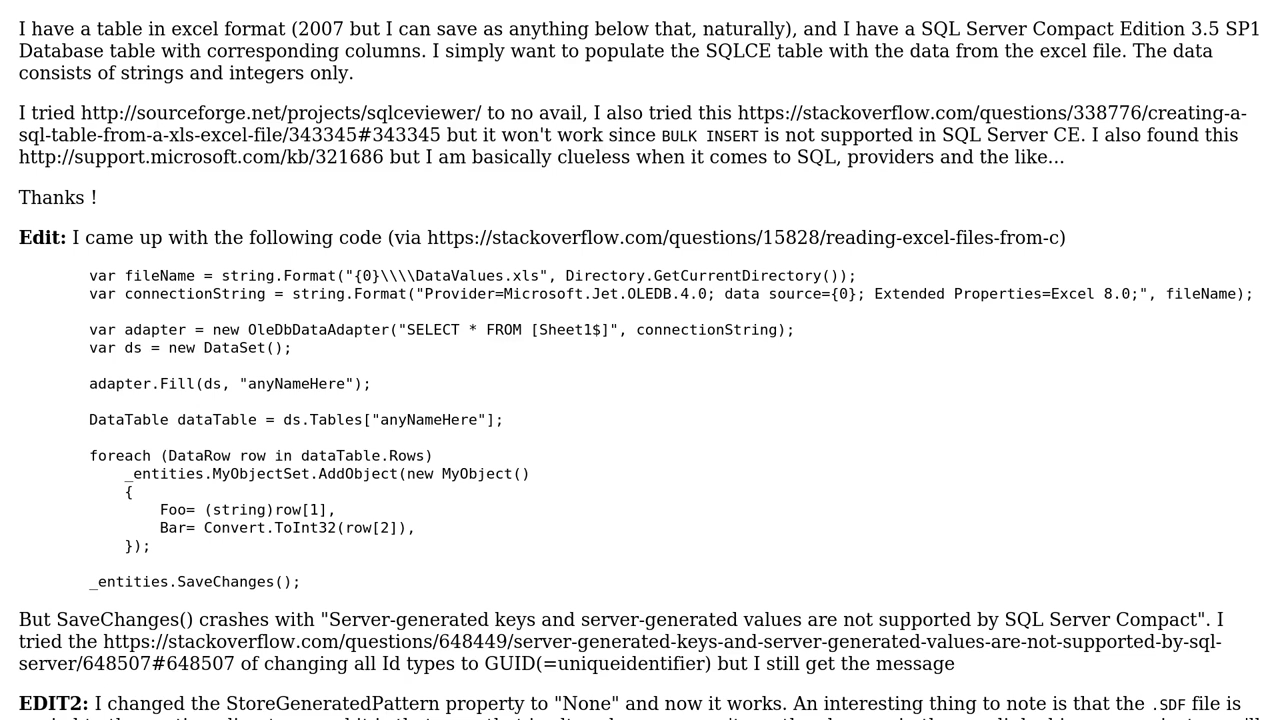 I have a table in excel format (2007 but I can save as anything below that, naturally), and I have a SQL Server Compact Edition 3.5 SP1
Database table with corresponding columns. I simply want to populate the SQLCE table with the data from the excel file. The data
consists of strings and integers only.
I tried http://sourceforge.net/projects/sqlceviewer/ to no avail, I also tried this https://stackoverflow.com/questions/338776/creating-a-
sql-table-from-a-xls-excel-file/343345#343345 but it won't work since BULK INSERT is not supported in SQL Server CE. I also found this
http://support.microsoft.com/kb/321686 but I am basically clueless when it comes to SQL, providers and the like...
Thanks !
Edit: I came up with the following code (via https://stackoverflow.com/questions/15828/reading-excel-files-from-c)
var fileName = string.Format("{0}\\\\DataValues.xls", Directory.GetCurrentDirectory());
var connectionString = string.Format("Provider=Microsoft.Jet.OLEDB.4.0; data source={0}; Extended Properties=Excel 8.0;", fileName);
var adapter = new OleDbDataAdapter("SELECT * FROM [Sheet1$]", connectionString);
var ds = new DataSet();
adapter.Fill(ds, "anyNameHere");
DataTable dataTable = ds.Tables["anyNameHere"];
foreach (DataRow row in dataTable.Rows)
_entities.MyObjectSet.AddObject(new MyObject()
{
Foo= (string)row[1],
Bar= Convert.ToInt32(row[2]),
});
_entities.SaveChanges();
But SaveChanges() crashes with "Server-generated keys and server-generated values are not supported by SQL Server Compact". I
tried the https://stackoverflow.com/questions/648449/server-generated-keys-and-server-generated-values-are-not-supported-by-sql-
server/648507#648507 of changing all Id types to GUID(=uniqueidentifier) but I still get the message
EDIT2: I changed the StoreGeneratedPattern property to "None" and now it works. An interesting thing to note is that the .SDF file is